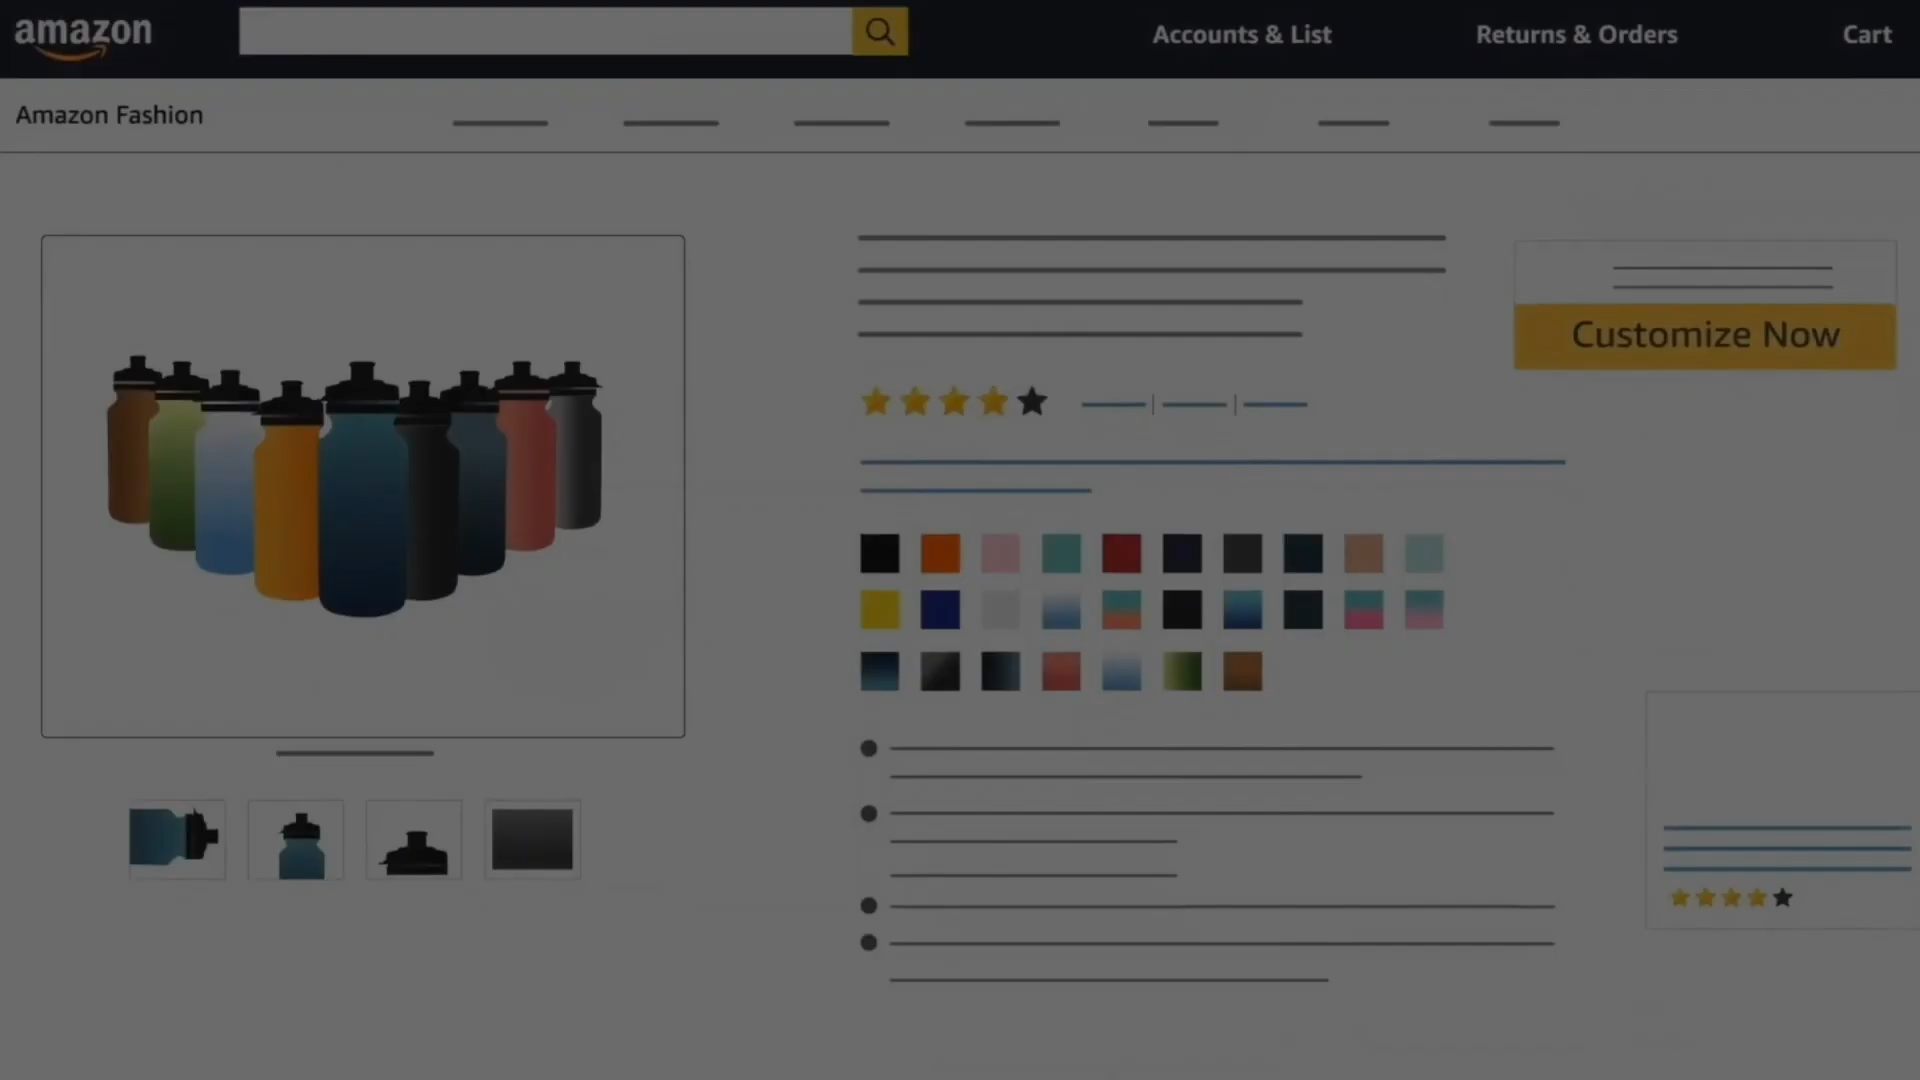 amazon
Accounts & List
Returns & Orders
Cart
Amazon Fashion
Customize Now